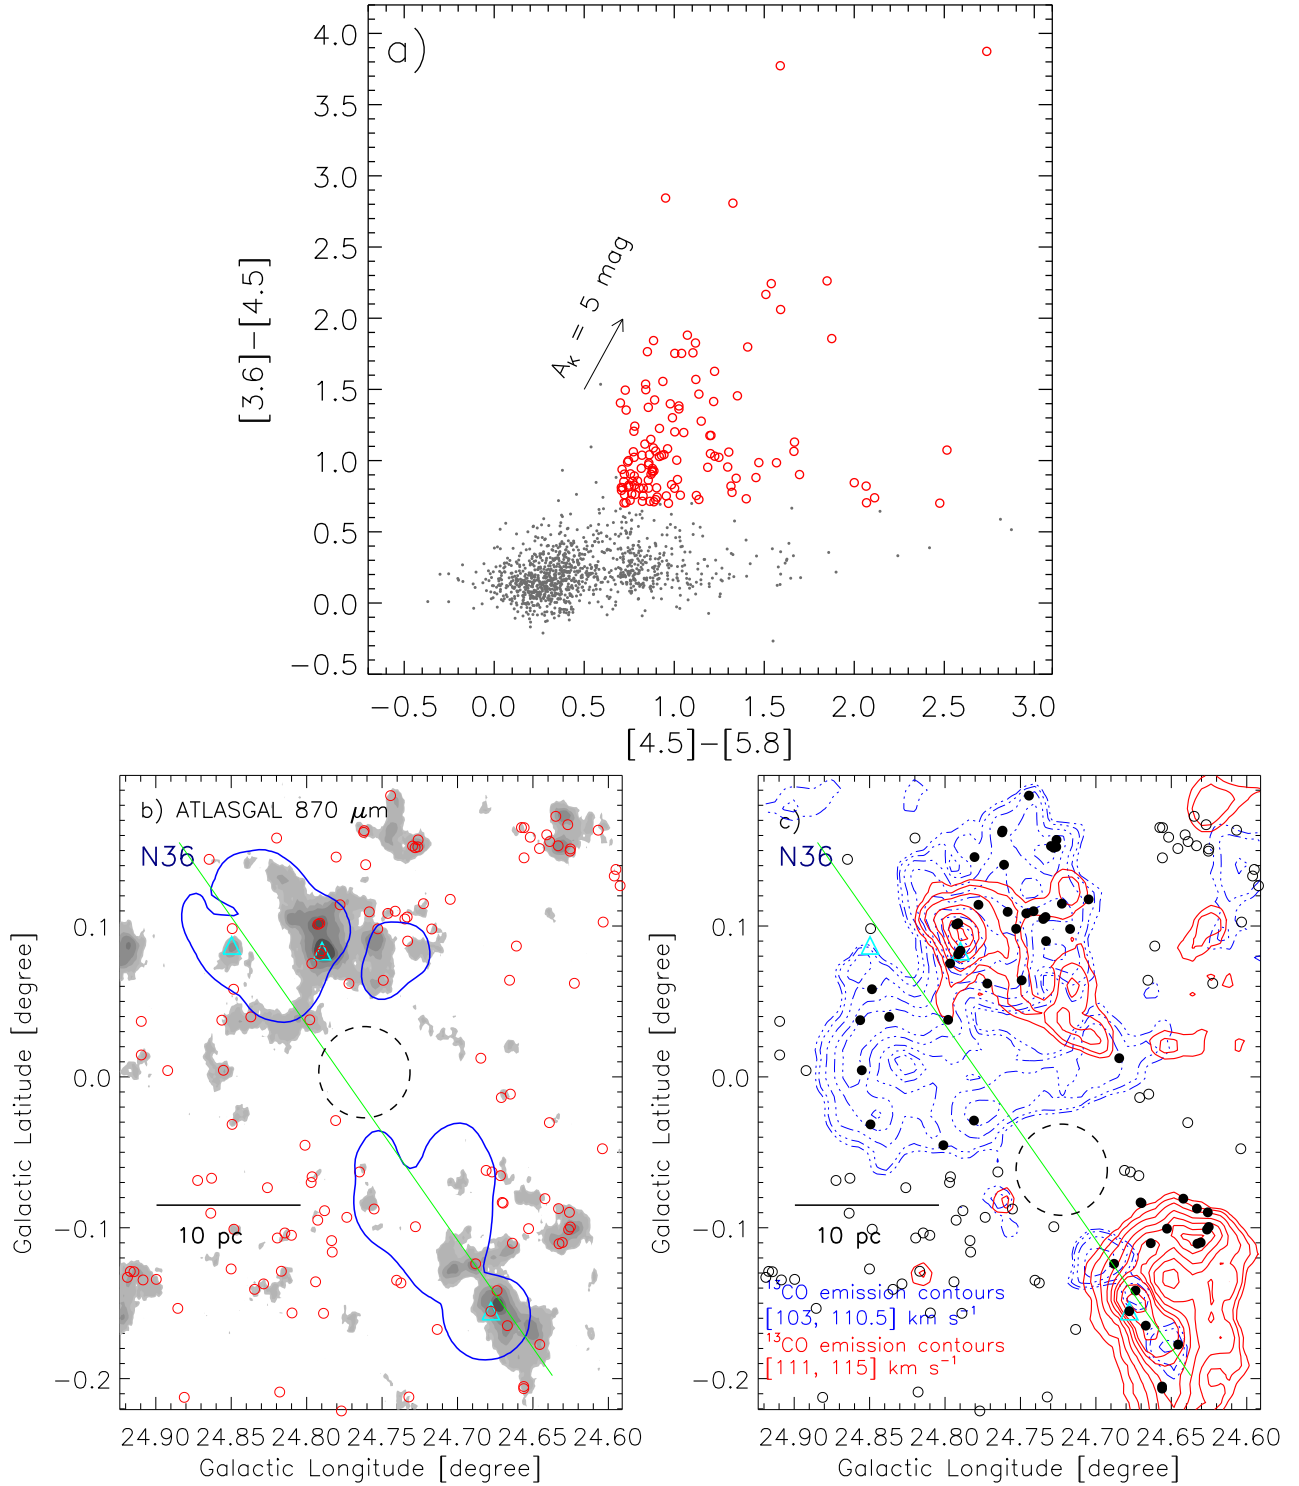 a)
4.0
3.5
3.0
2.5
2.0
1.5
1.0
0.5
0.0
−0.5
[3.6]−[4.5]
A_K = 5 mag
−0.5 0.0 0.5 1.0 1.5 2.0 2.5 3.0
[4.5]−[5.8]
b) ATLASGAL 870 μm
N36
0.1
0.0
−0.1
−0.2
Galactic Latitude [degree]
10 pc
24.90 24.85 24.80 24.75 24.70 24.65 24.60
Galactic Longitude [degree]
c)
N36
0.1
0.0
−0.1
−0.2
Galactic Latitude [degree]
10 pc
¹³CO emission contours
[103, 110.5] km s⁻¹
¹³CO emission contours
[111, 115] km s⁻¹
24.90 24.85 24.80 24.75 24.70 24.65 24.60
Galactic Longitude [degree]